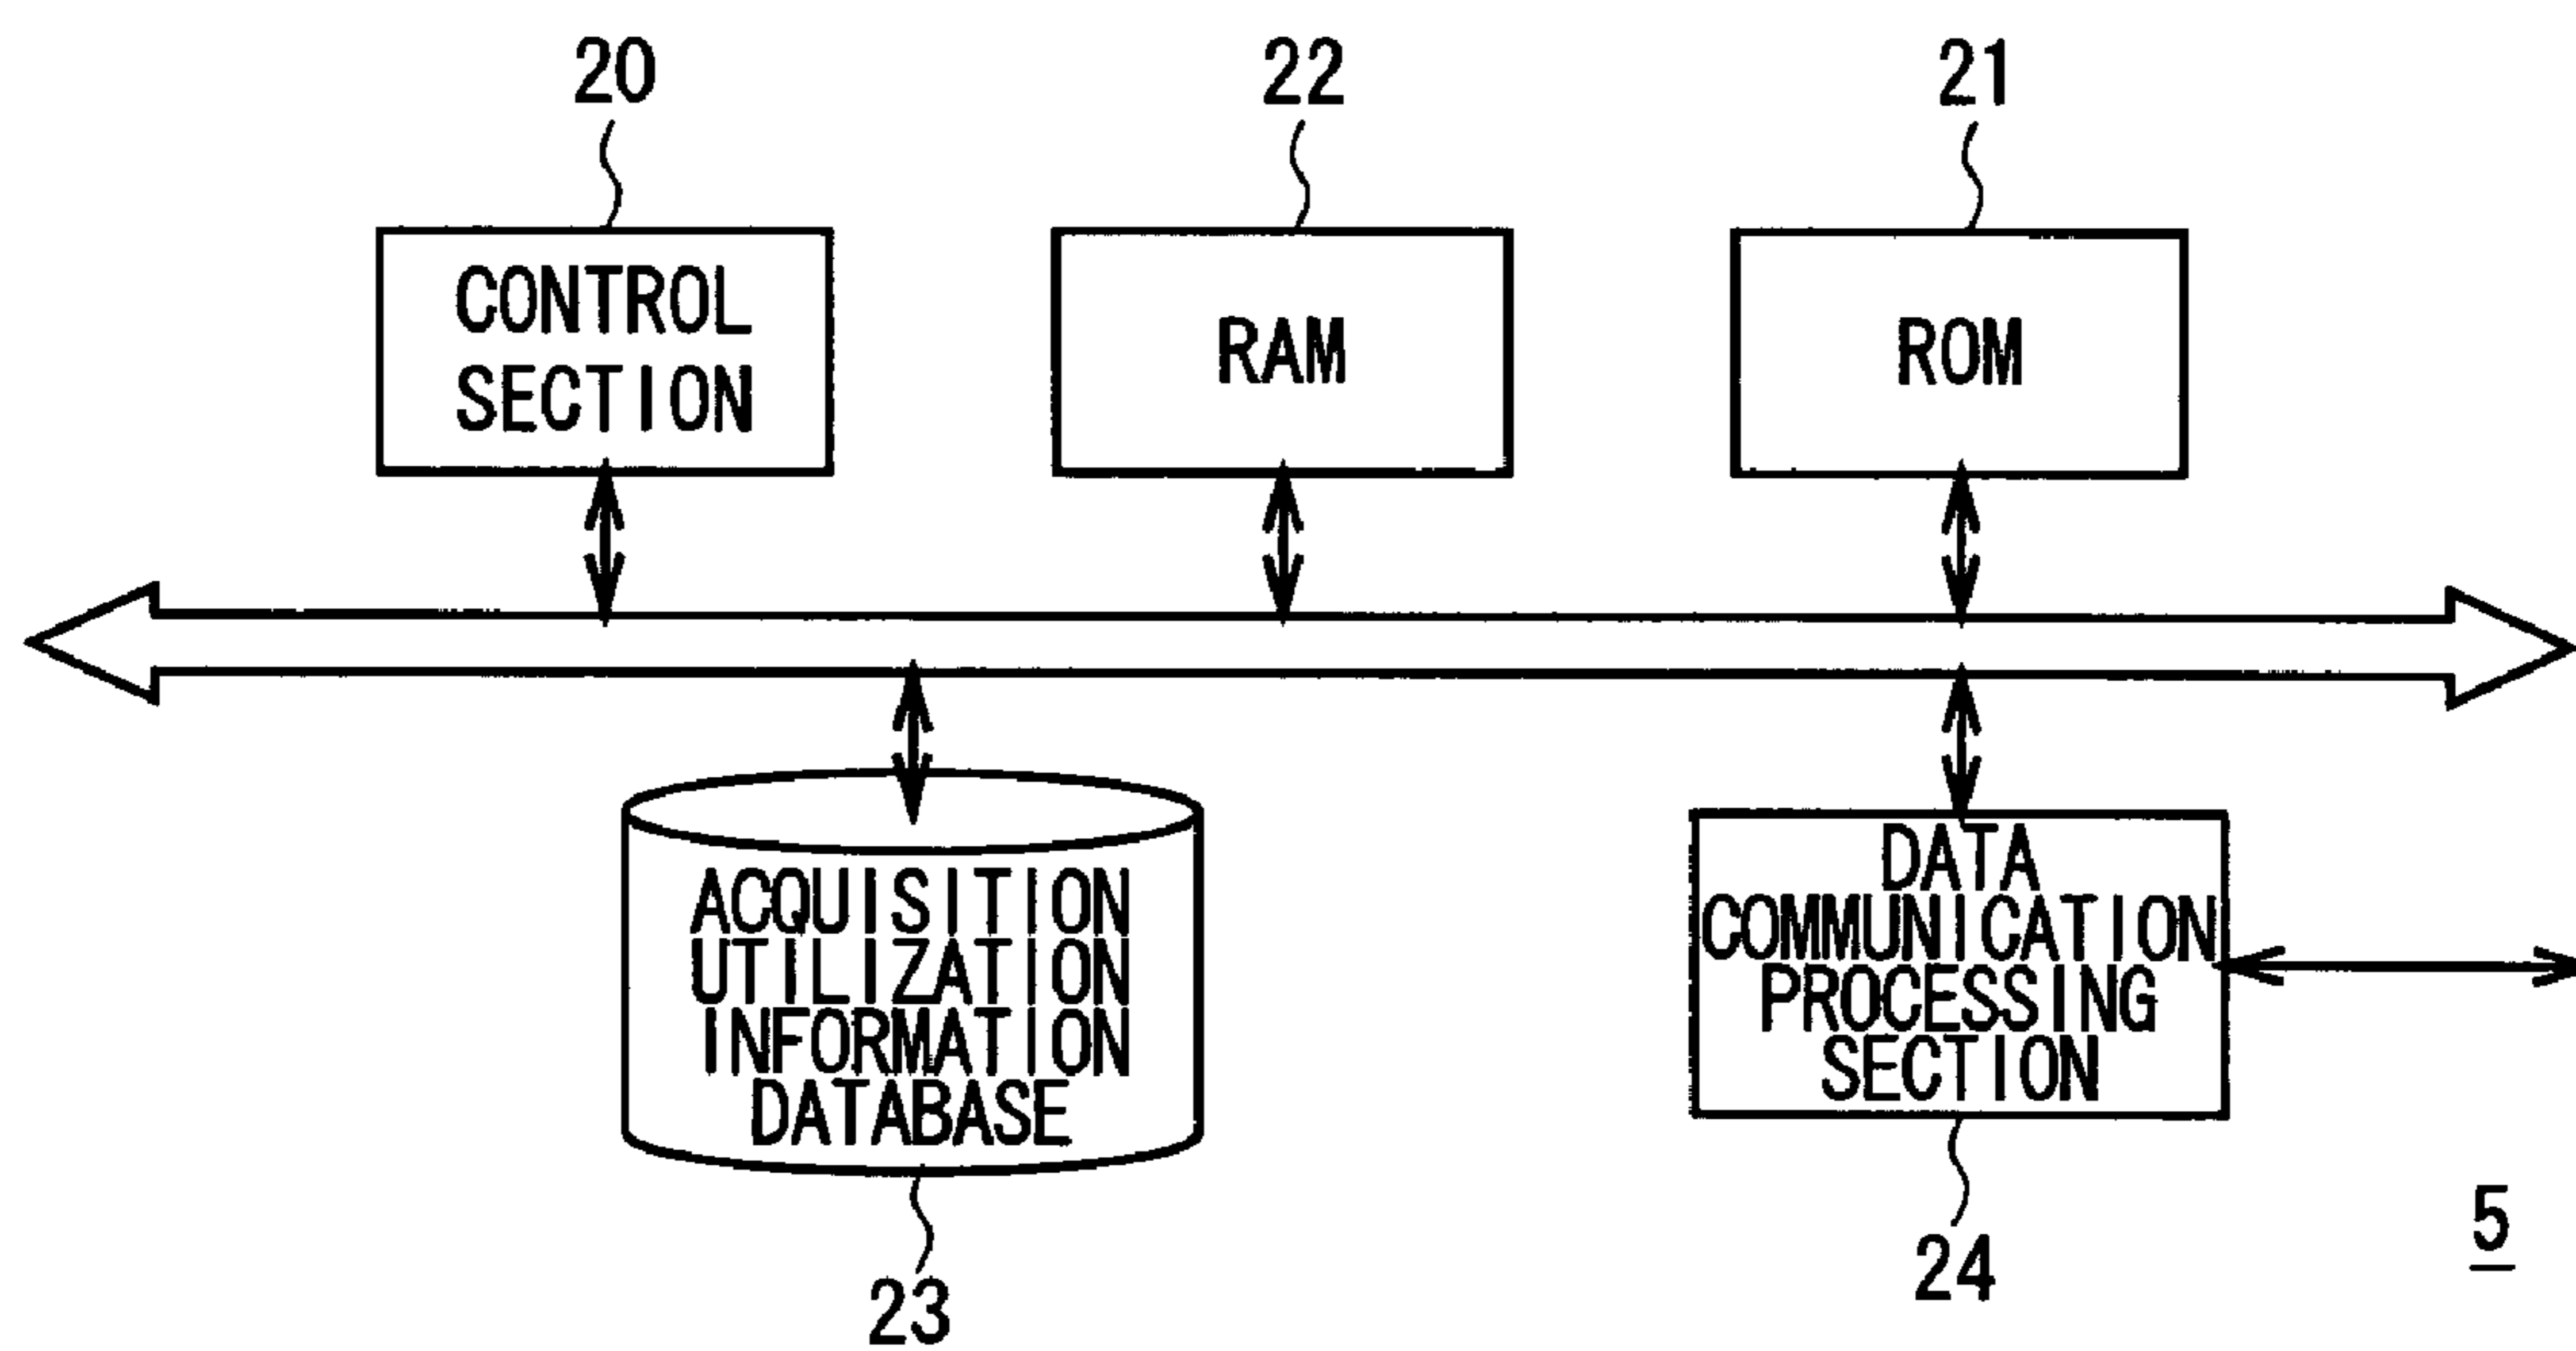 20
22
21
CONTROL
SECTION
RAM
ROM
ACQUISITION
UTILIZATION
INFORMATION
DATABASE
DATA
COMMUNICATION
PROCESSING
SECTION
23
24
5